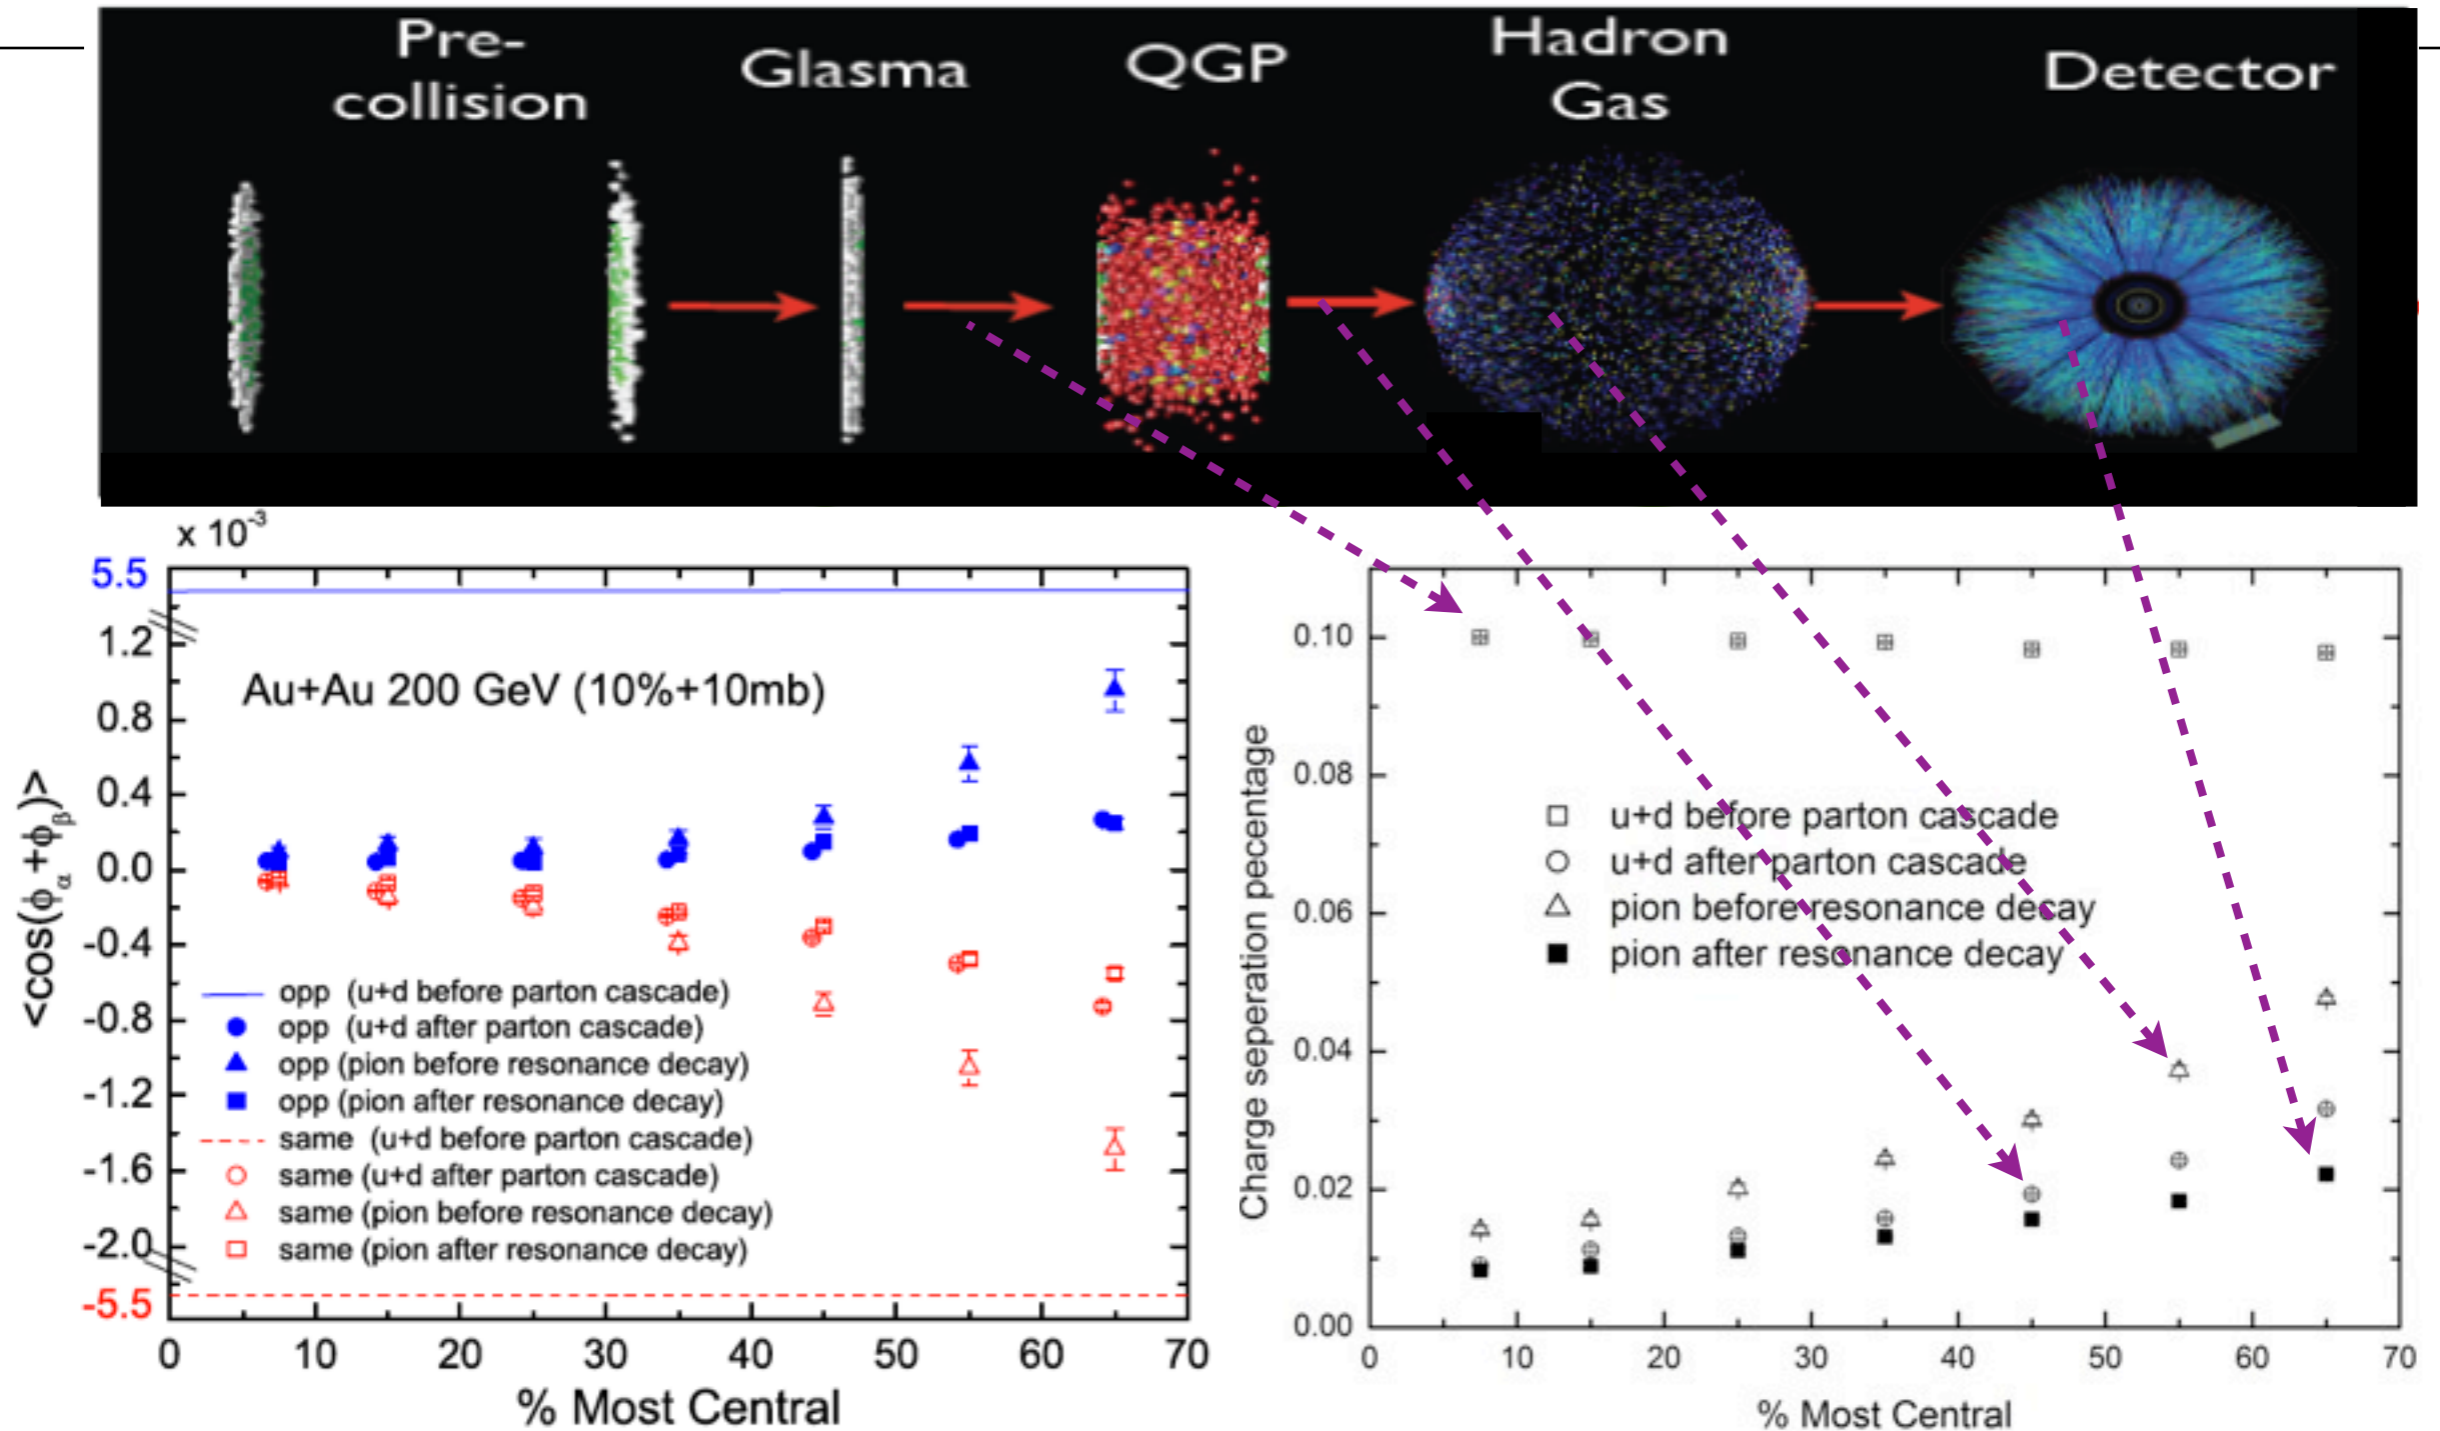 Pre-
collision
Glasma
QGP
Hadron
Gas
Detector
x 10⁻³
5.5
1.2
0.8
0.4
0.0
-0.4
-0.8
-1.2
-1.6
-2.0
-5.5
<cos(ϕα+ϕβ)>
Au+Au 200 GeV (10%+10mb)
opp (u+d before parton cascade)
opp (u+d after parton cascade)
opp (pion before resonance decay)
opp (pion after resonance decay)
same (u+d before parton cascade)
same (u+d after parton cascade)
same (pion before resonance decay)
same (pion after resonance decay)
0 10 20 30 40 50 60 70
% Most Central
0.10
0.08
0.06
0.04
0.02
0.00
Charge seperation pecentage
u+d before parton cascade
u+d after parton cascade
pion before resonance decay
pion after resonance decay
0 10 20 30 40 50 60 70
% Most Central